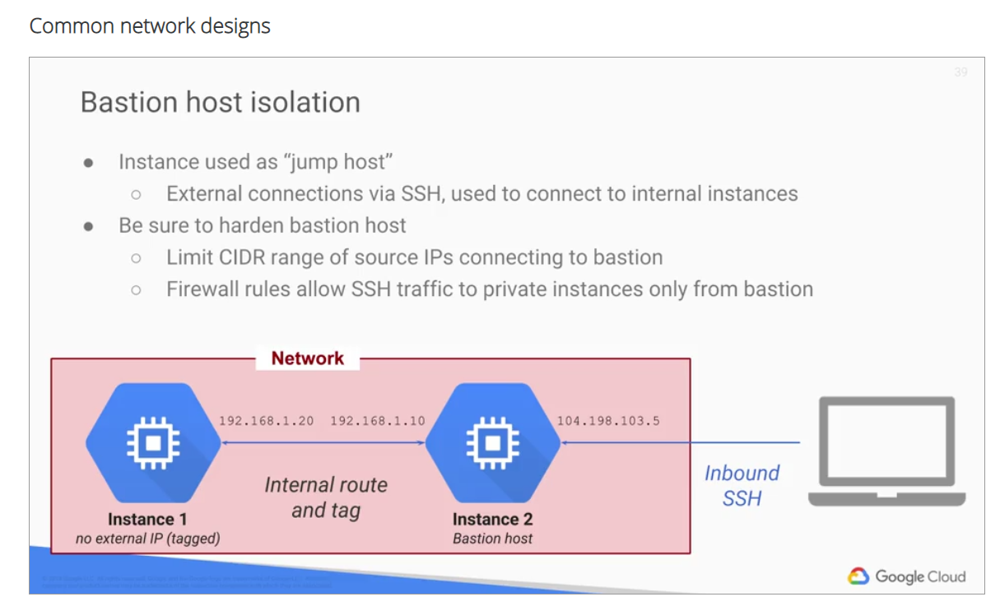 Common network designs
39
Bastion host isolation
● Instance used as “jump host”
○ External connections via SSH, used to connect to internal instances
● Be sure to harden bastion host
○ Limit CIDR range of source IPs connecting to bastion
○ Firewall rules allow SSH traffic to private instances only from bastion
Network
192.168.1.20 192.168.1.10 104.198.103.5
Internal route
and tag
Inbound
SSH
Instance 1
no external IP (tagged)
Instance 2
Bastion host
Google Cloud